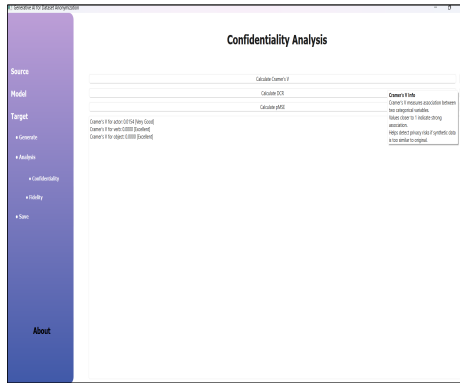 Generative AI for Dataset Anonymization
Confidentiality Analysis
Source
Model
Target
• Generate
• Analysis
• Confidentiality
• Fidelity
• Save
About
Calculate Cramer's V
Calculate DCR
Calculate pMSE
Cramer's V for actor: 0.0154 [Very Good]
Cramer's V for verb: 0.0000 [Excellent]
Cramer's V for object: 0.0000 [Excellent]
Cramer's V Info
Cramer's V measures association between
two categorical variables.
Values closer to 1 indicate strong
association.
Helps detect privacy risks if synthetic data
is too similar to original.